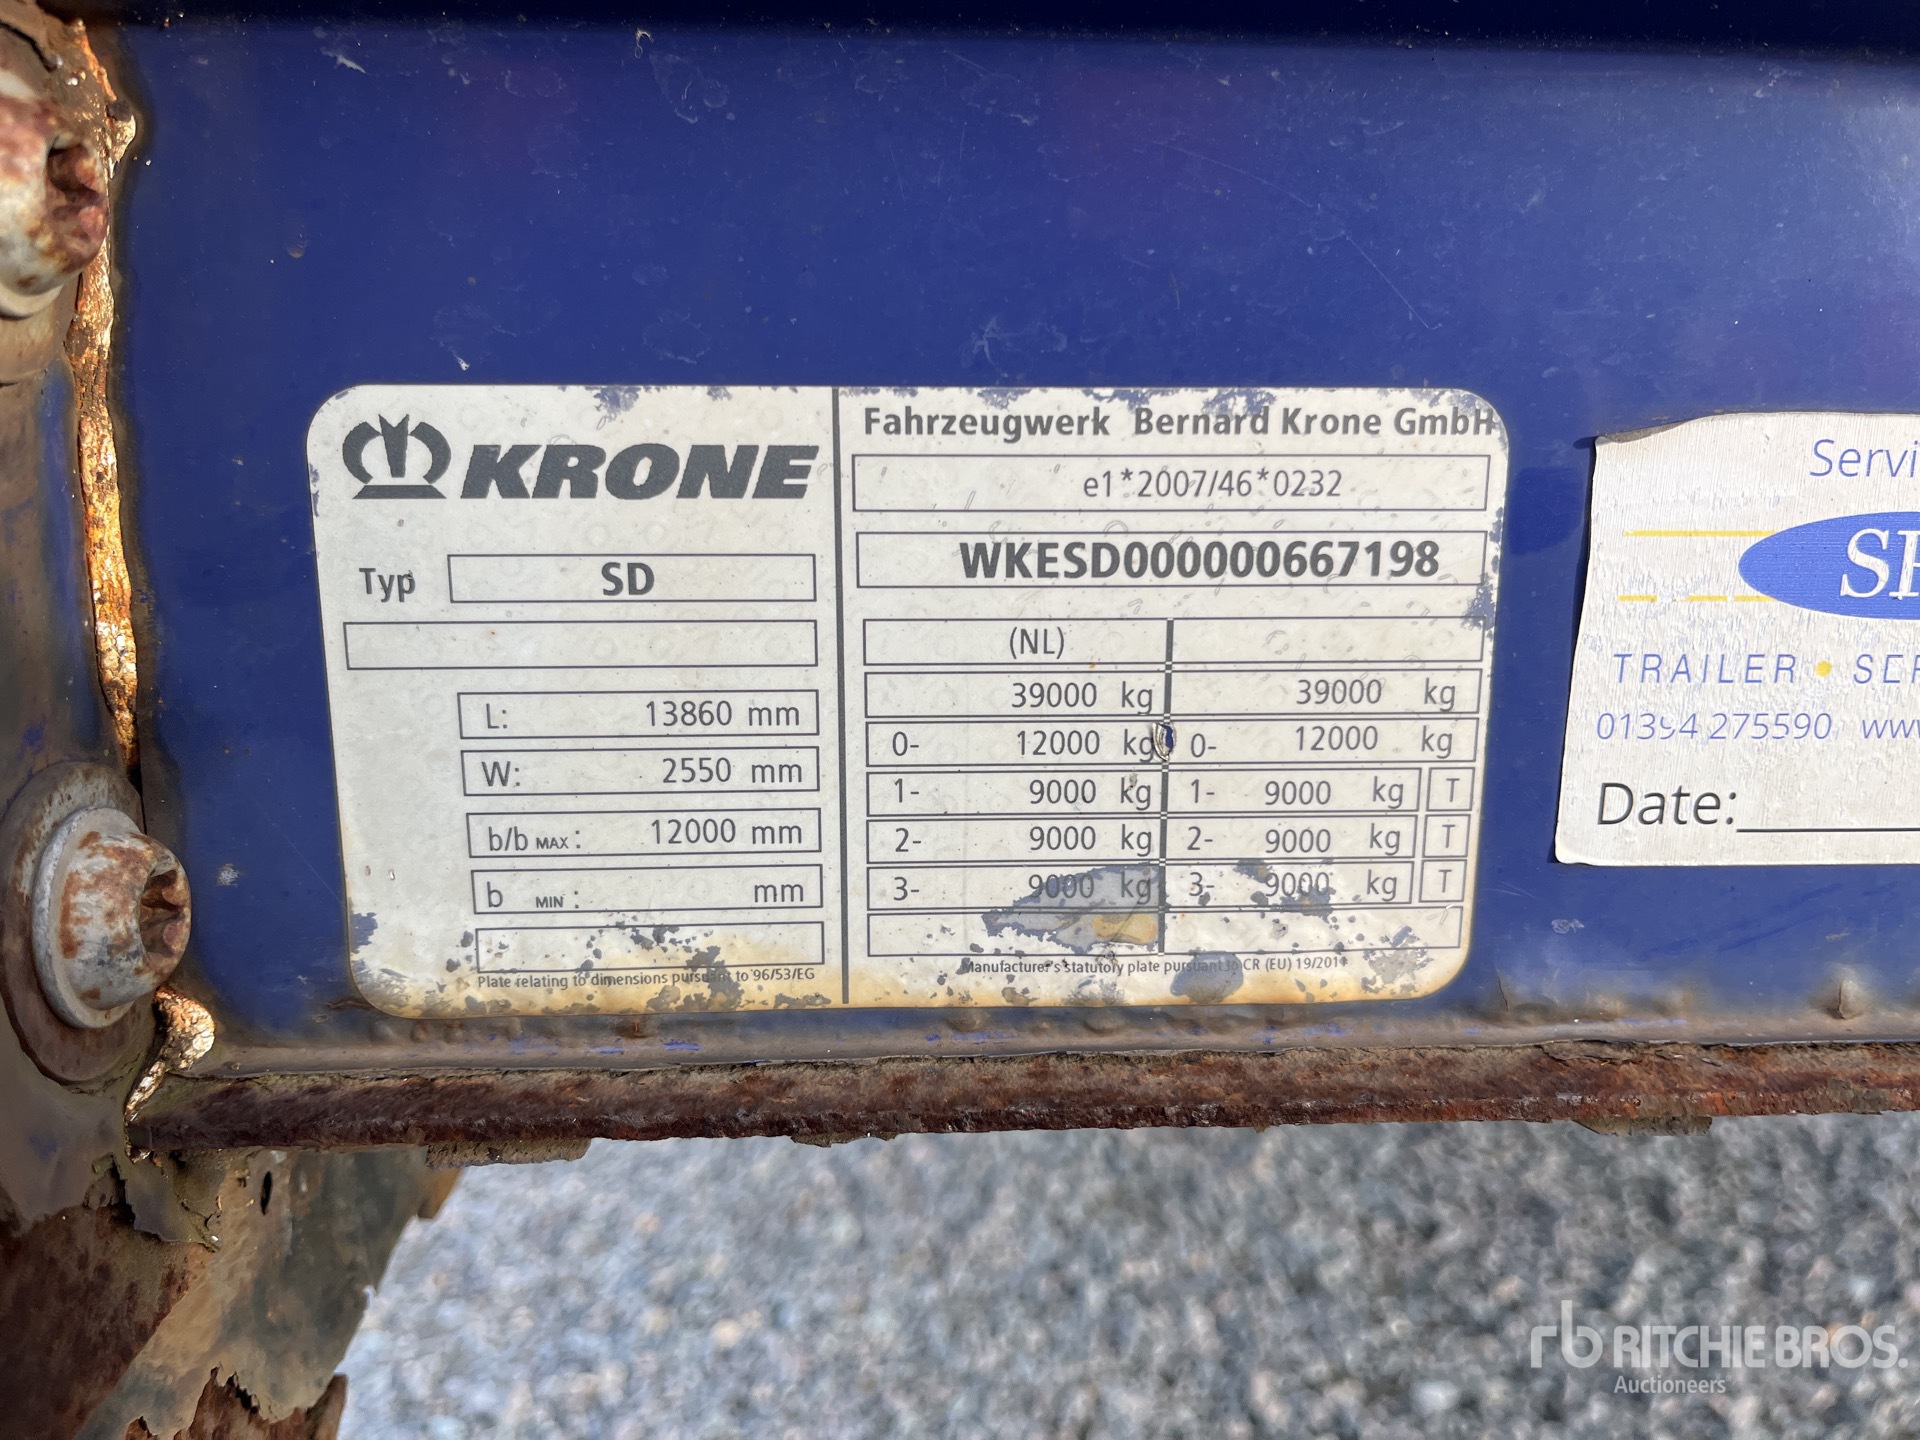 KRONE
Typ SD
L: 13860 mm
W: 2550 mm
b/b MAX : 12000 mm
b MIN : mm
Plate relating to dimensions pursuant to 96/53/EG
Fahrzeugwerk Bernard Krone GmbH
e1*2007/46*0232
WKESD000000667198
(NL)
39000 kg 39000 kg
0- 12000 kg 0- 12000 kg
1- 9000 kg 1- 9000 kg T
2- 9000 kg 2- 9000 kg T
3- 9000 kg 3- 9000 kg T
Manufacturer's statutory plate pursuant to CR (EU) 19/2011
TRAILER •
01394 275590
Date:
rb RITCHIE BROS.
Auctioneers